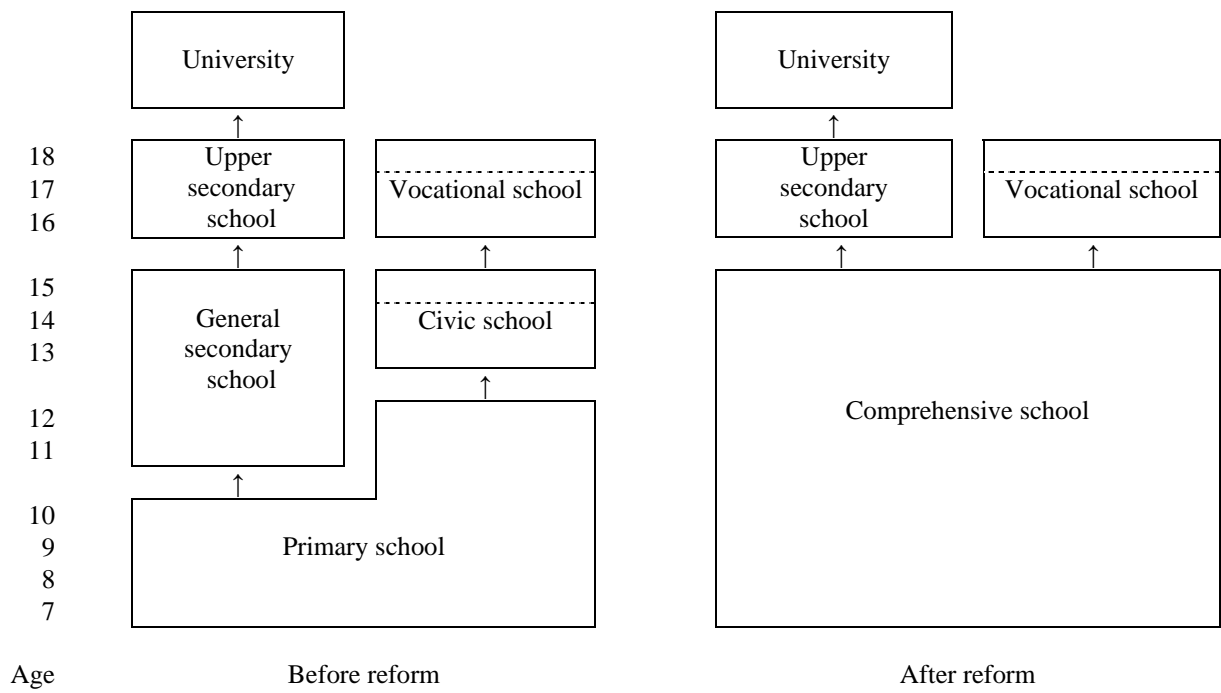 University
University
↑
↑
18
Upper
Upper
17
secondary
Vocational school
secondary
Vocational school
16
school
school
↑
↑
↑
↑
15
14
General
Civic school
13
secondary
school
↑
12
Comprehensive school
11
↑
10
9
Primary school
8
7
Age
Before reform
After reform